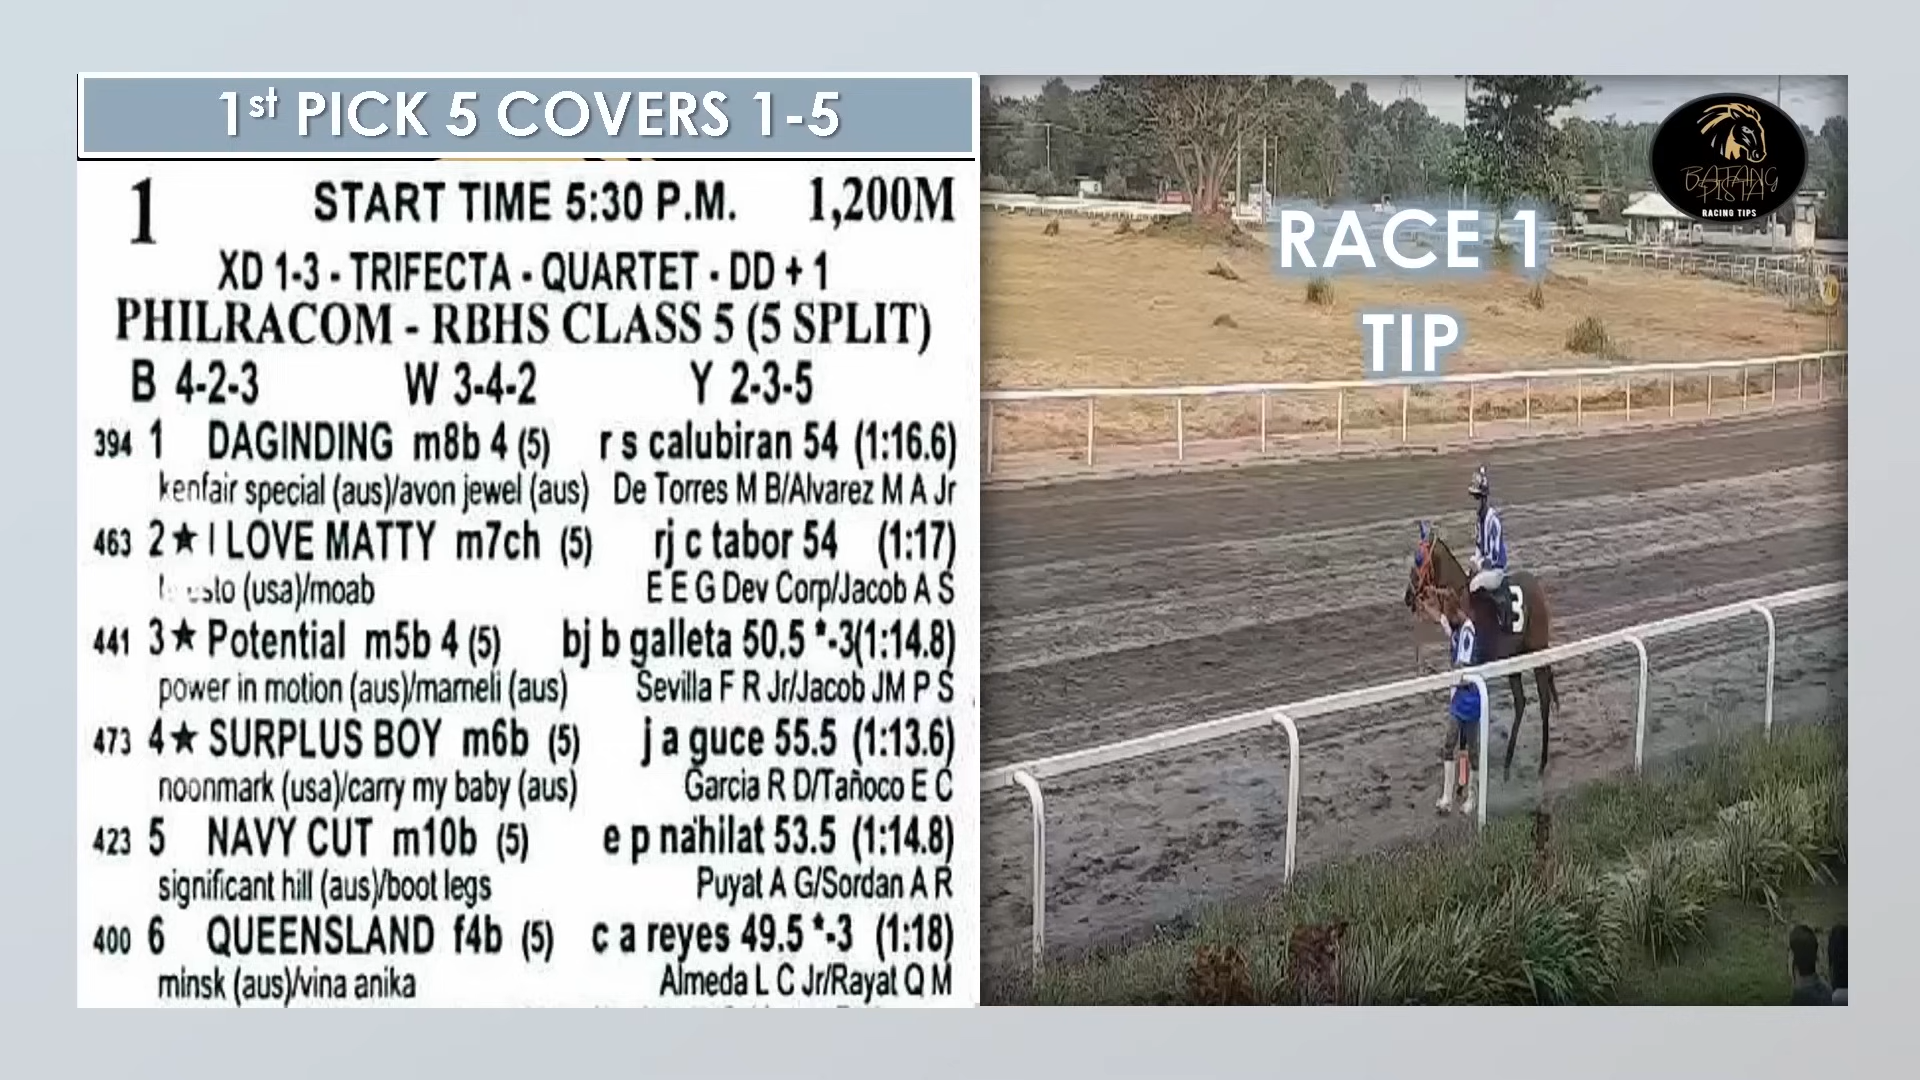 1st PICK 5 COVERS 1-5
1 START TIME 5:30 P.M. 1,200M
XD 1-3 - TRIFECTA - QUARTET - DD + 1
PHILRACOM - RBHS CLASS 5 (5 SPLIT)
B 4-2-3 W 3-4-2 Y 2-3-5
394 1 DAGINDING m8b 4 (5) r s calubiran 54 (1:16.6)
kenfair special (aus)/avon jewel (aus) De Torres M B/Alvarez M A Jr
463 2★ I LOVE MATTY m7ch (5) rj c tabor 54 (1:17)
(usa)/moab E E G Dev Corp/Jacob A S
441 3★ Potential m5b 4 (5) bj b galleta 50.5 *-3(1:14.8)
power in motion (aus)/marneli (aus) Sevilla F R Jr/Jacob JM P S
473 4★ SURPLUS BOY m6b (5) j a guce 55.5 (1:13.6)
noonmark (usa)/carry my baby (aus) Garcia R D/Tañoco E C
423 5 NAVY CUT m10b (5) e p nahilat 53.5 (1:14.8)
significant hill (aus)/boot legs Puyat A G/Sordan A R
400 6 QUEENSLAND f4b (5) c a reyes 49.5 *-3 (1:18)
minsk (aus)/vina anika Almeda L C Jr/Rayat Q M
BATANG
PISTA
RACING TIPS
RACE 1
TIP
3